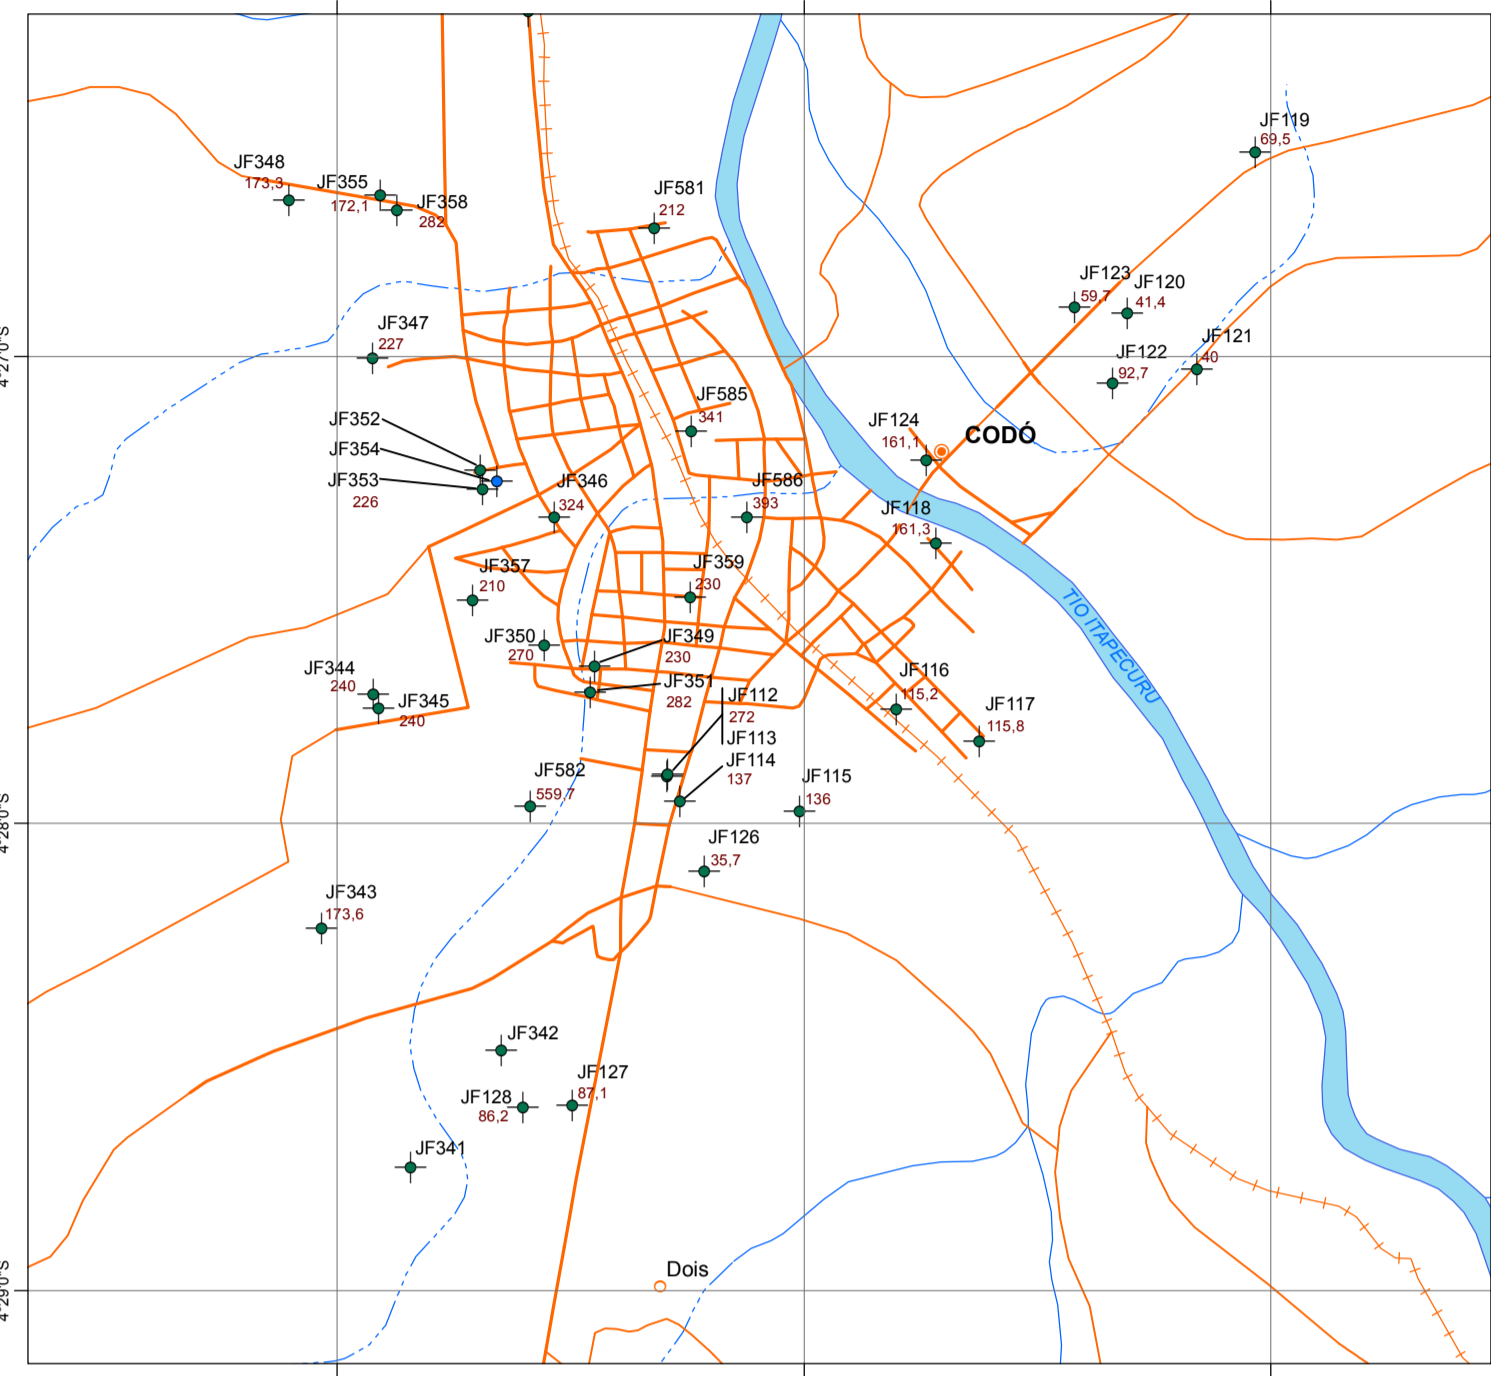 JF119
69,5
JF348
173,3
JF355
172,1
JF358
282
JF581
212
JF123
59,7
JF120
41,4
JF347
227
4°27'0"S
JF121
40
JF122
92,7
JF585
341
JF352
JF354
JF353
226
JF124
161,1
CODÓ
JF346
324
JF586
393
JF118
161,3
JF357
210
JF359
230
TIO ITAPECURU
JF350
270
JF349
230
JF344
240
JF345
240
JF351
282
JF112
272
JF113
JF114
137
JF116
115,2
JF117
115,8
JF582
559,7
JF115
136
4°28'0"S
JF126
35,7
JF343
173,6
JF342
JF127
87,1
JF128
86,2
JF341
Dois
4°29'0"S